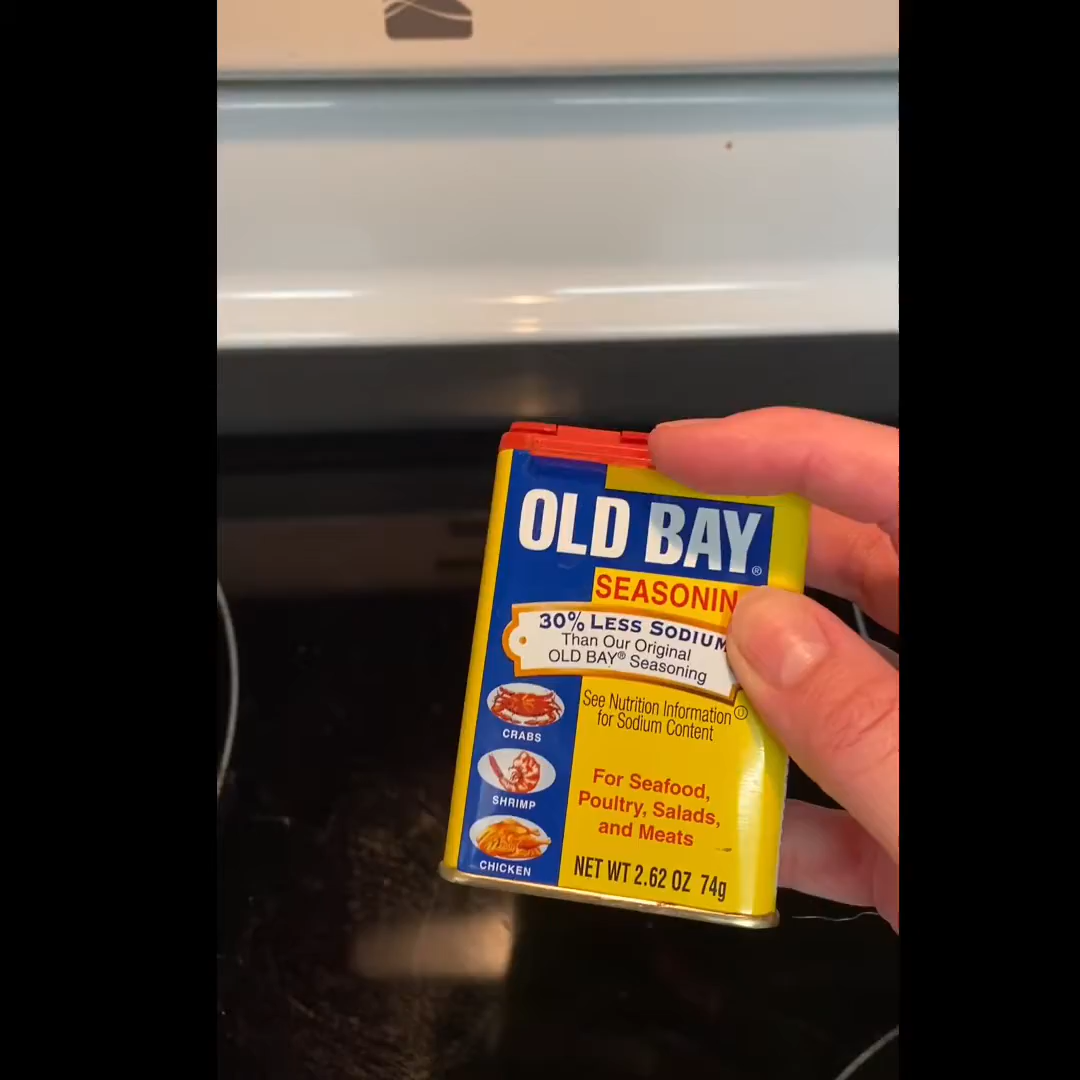 OLD BAY®
SEASONIN
30% LESS SODIUM
Than Our Original
OLD BAY® Seasoning
See Nutrition Information
for Sodium Content
CRABS
SHRIMP
CHICKEN
For Seafood,
Poultry, Salads,
and Meats
NET WT 2.62 OZ 74g